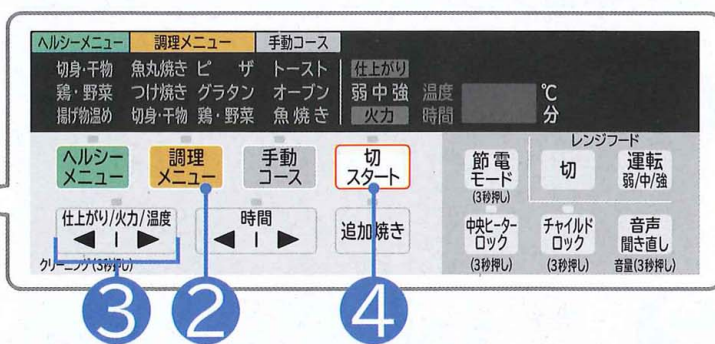 ヘルシーメニュー 調理メニュー 手動コース
切身･干物 魚丸焼き ピザ トースト 仕上がり
鶏･野菜 つけ焼き グラタン オーブン 弱 中 強 温度 ℃
揚げ物温め 切身･干物 鶏･野菜 魚焼き 火力 時間 分
レンジフード
ヘルシーメニュー
調理メニュー
手動コース
切
スタート
節電モード
(3秒押し)
切
運転
弱/中/強
仕上がり/火力/温度
◀ I ▶
クリーニング(3秒押し)
時間
◀ I ▶
追加焼き
中央ヒーターロック
(3秒押し)
チャイルドロック
(3秒押し)
音声
聞き直し
音量(3秒押し)
3 2 4